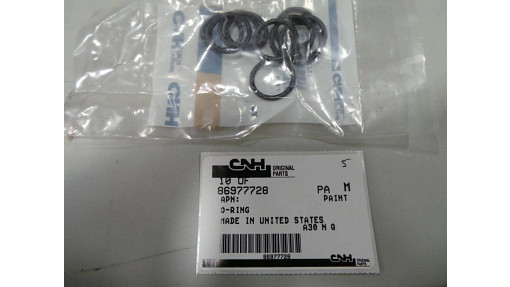 CNH
CNH ORIGINAL PARTS
5
10 OF
86977728 PA M
APN: PAINT
O-RING
MADE IN UNITED STATES
A30 N Q
86977728
CNH ORIGINAL PARTS